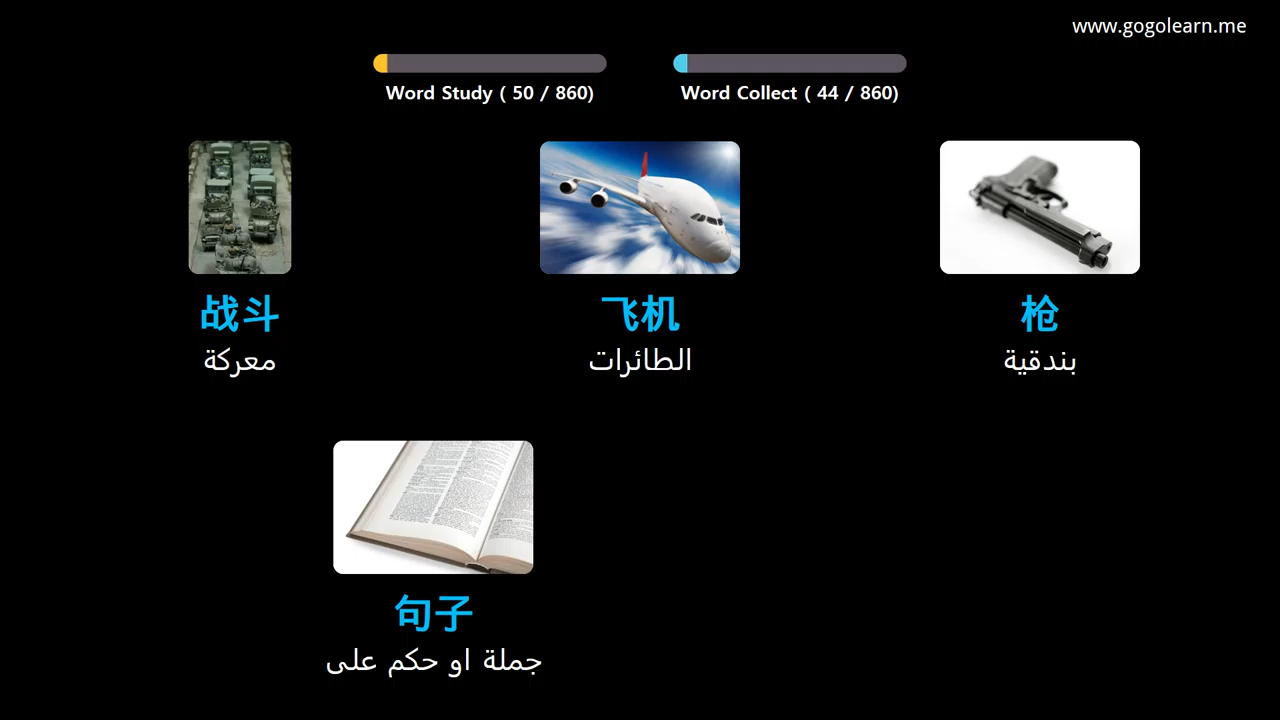 www.gogolearn.me
Word Study ( 50 / 860)
Word Collect ( 44 / 860)
战斗
معركة
飞机
الطائرات
枪
بندقية
句子
جملة او حكم على